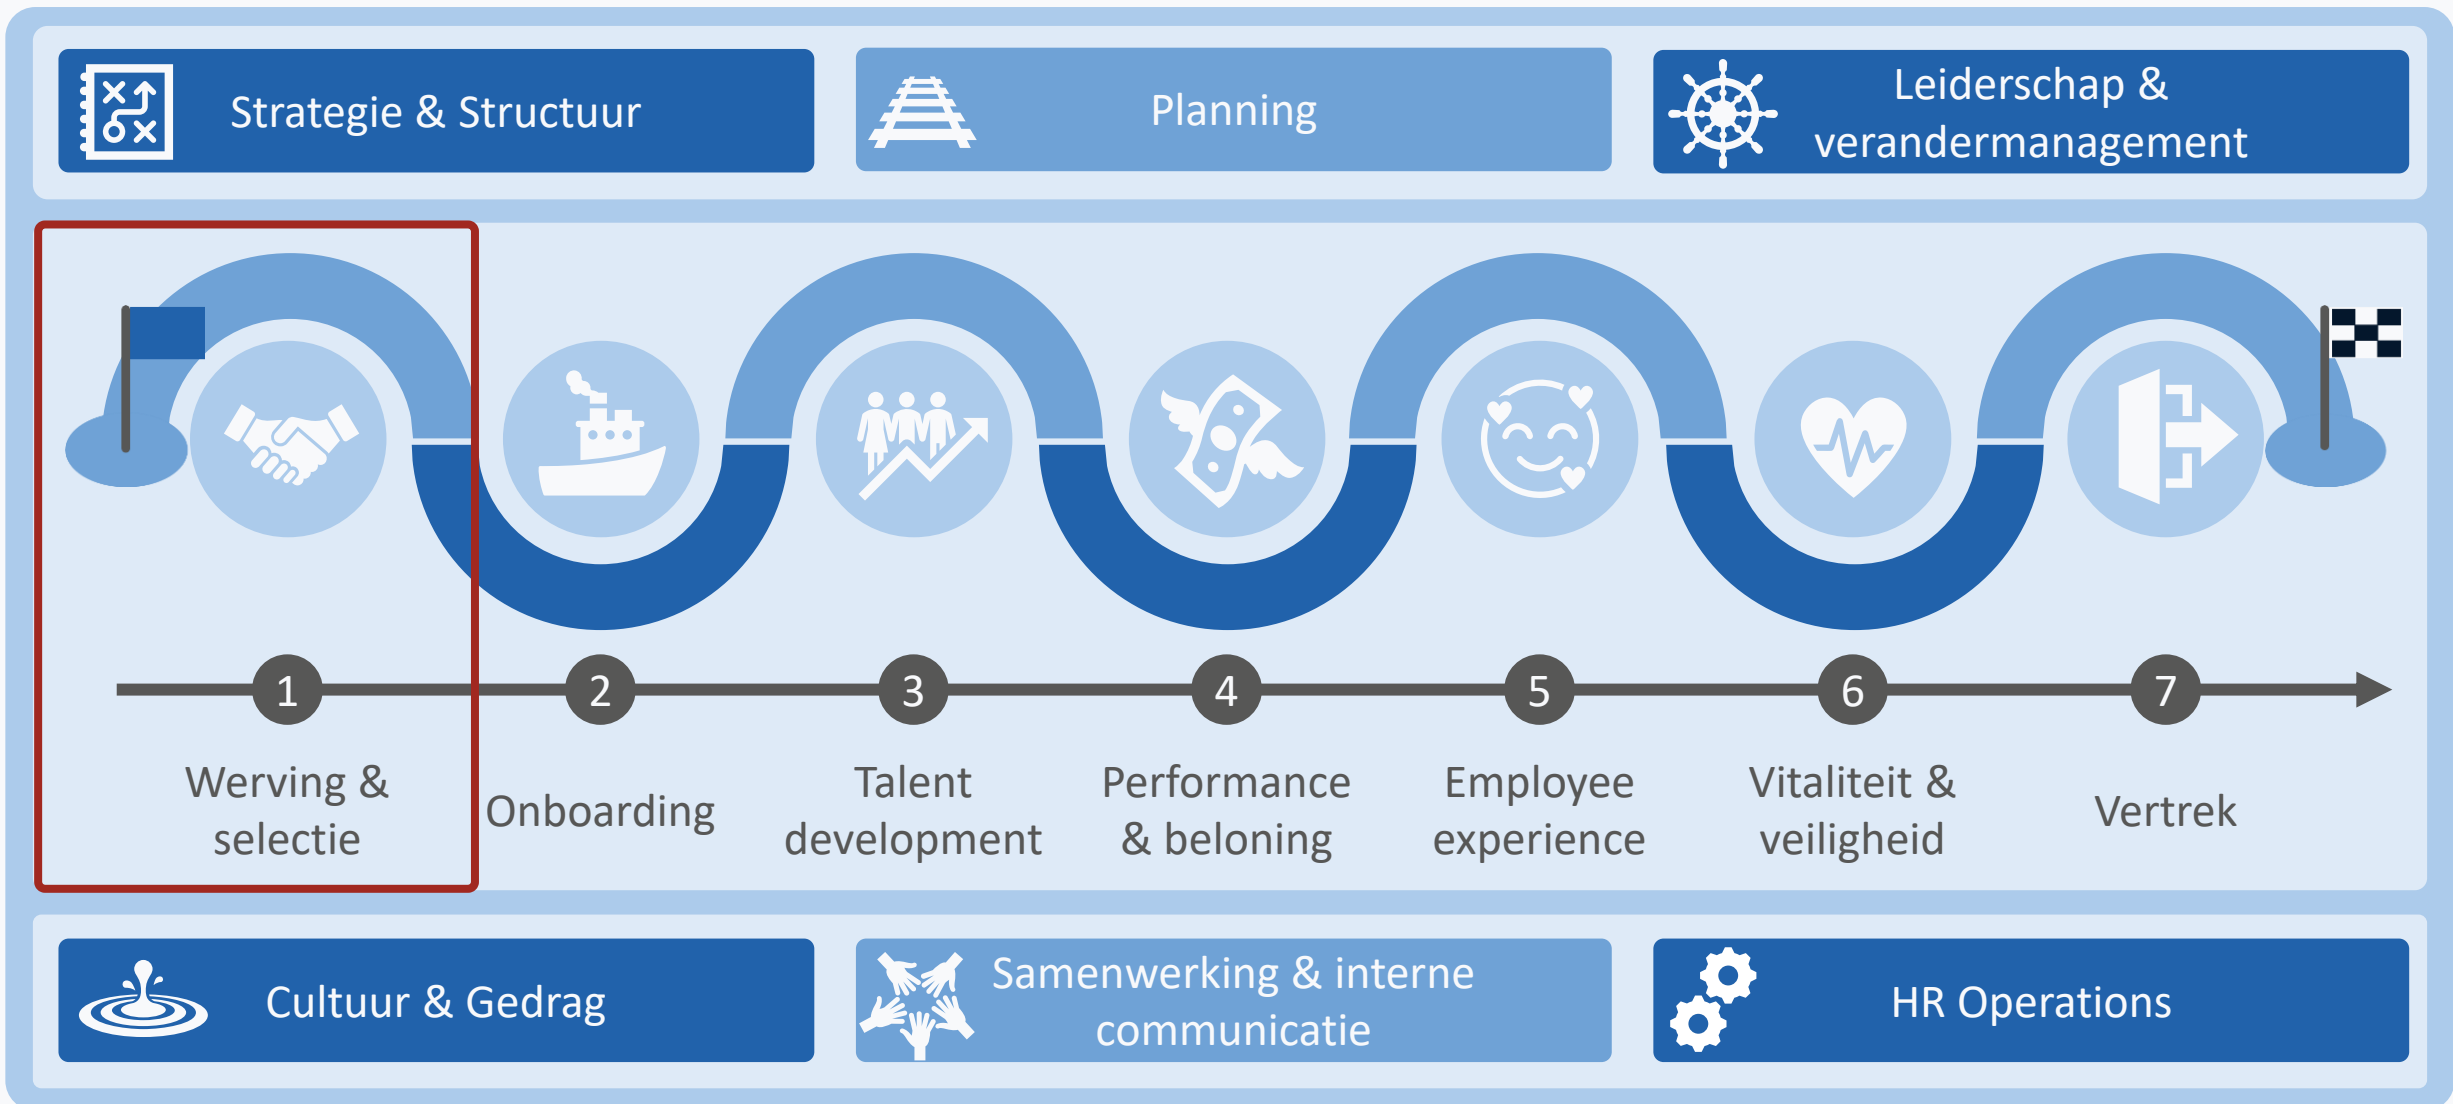 Strategie & Structuur
Planning
Leiderschap &
verandermanagement
1
2
3
4
5
6
7
Werving &
selectie
Onboarding
Talent
development
Performance
& beloning
Employee
experience
Vitaliteit &
veiligheid
Vertrek
Cultuur & Gedrag
Samenwerking & interne
communicatie
HR Operations